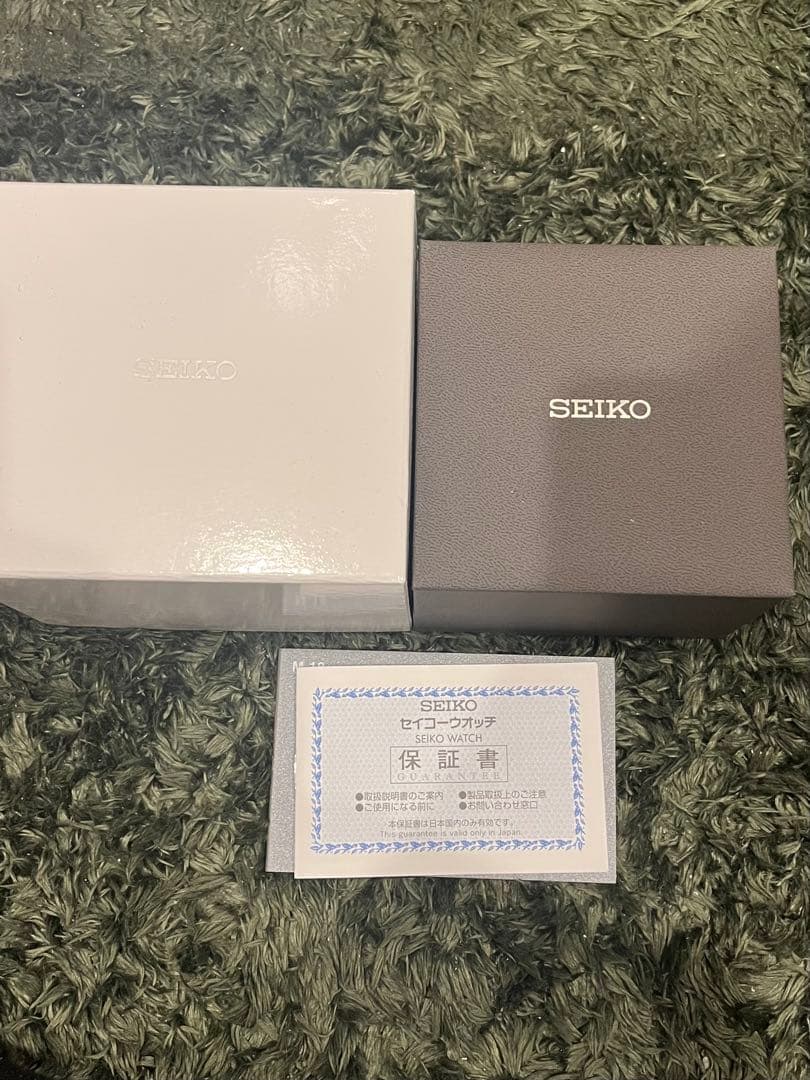 SEIKO
SEIKO
SEIKO
セイコーウオッチ
SEIKO WATCH
保証書
GUARANTEE
●取扱説明書のご案内 ●製品取扱上のご注意
●ご使用になる前に ●お問い合わせ窓口
本保証書は日本国内のみ有効です。
This guarantee is valid only in Japan.